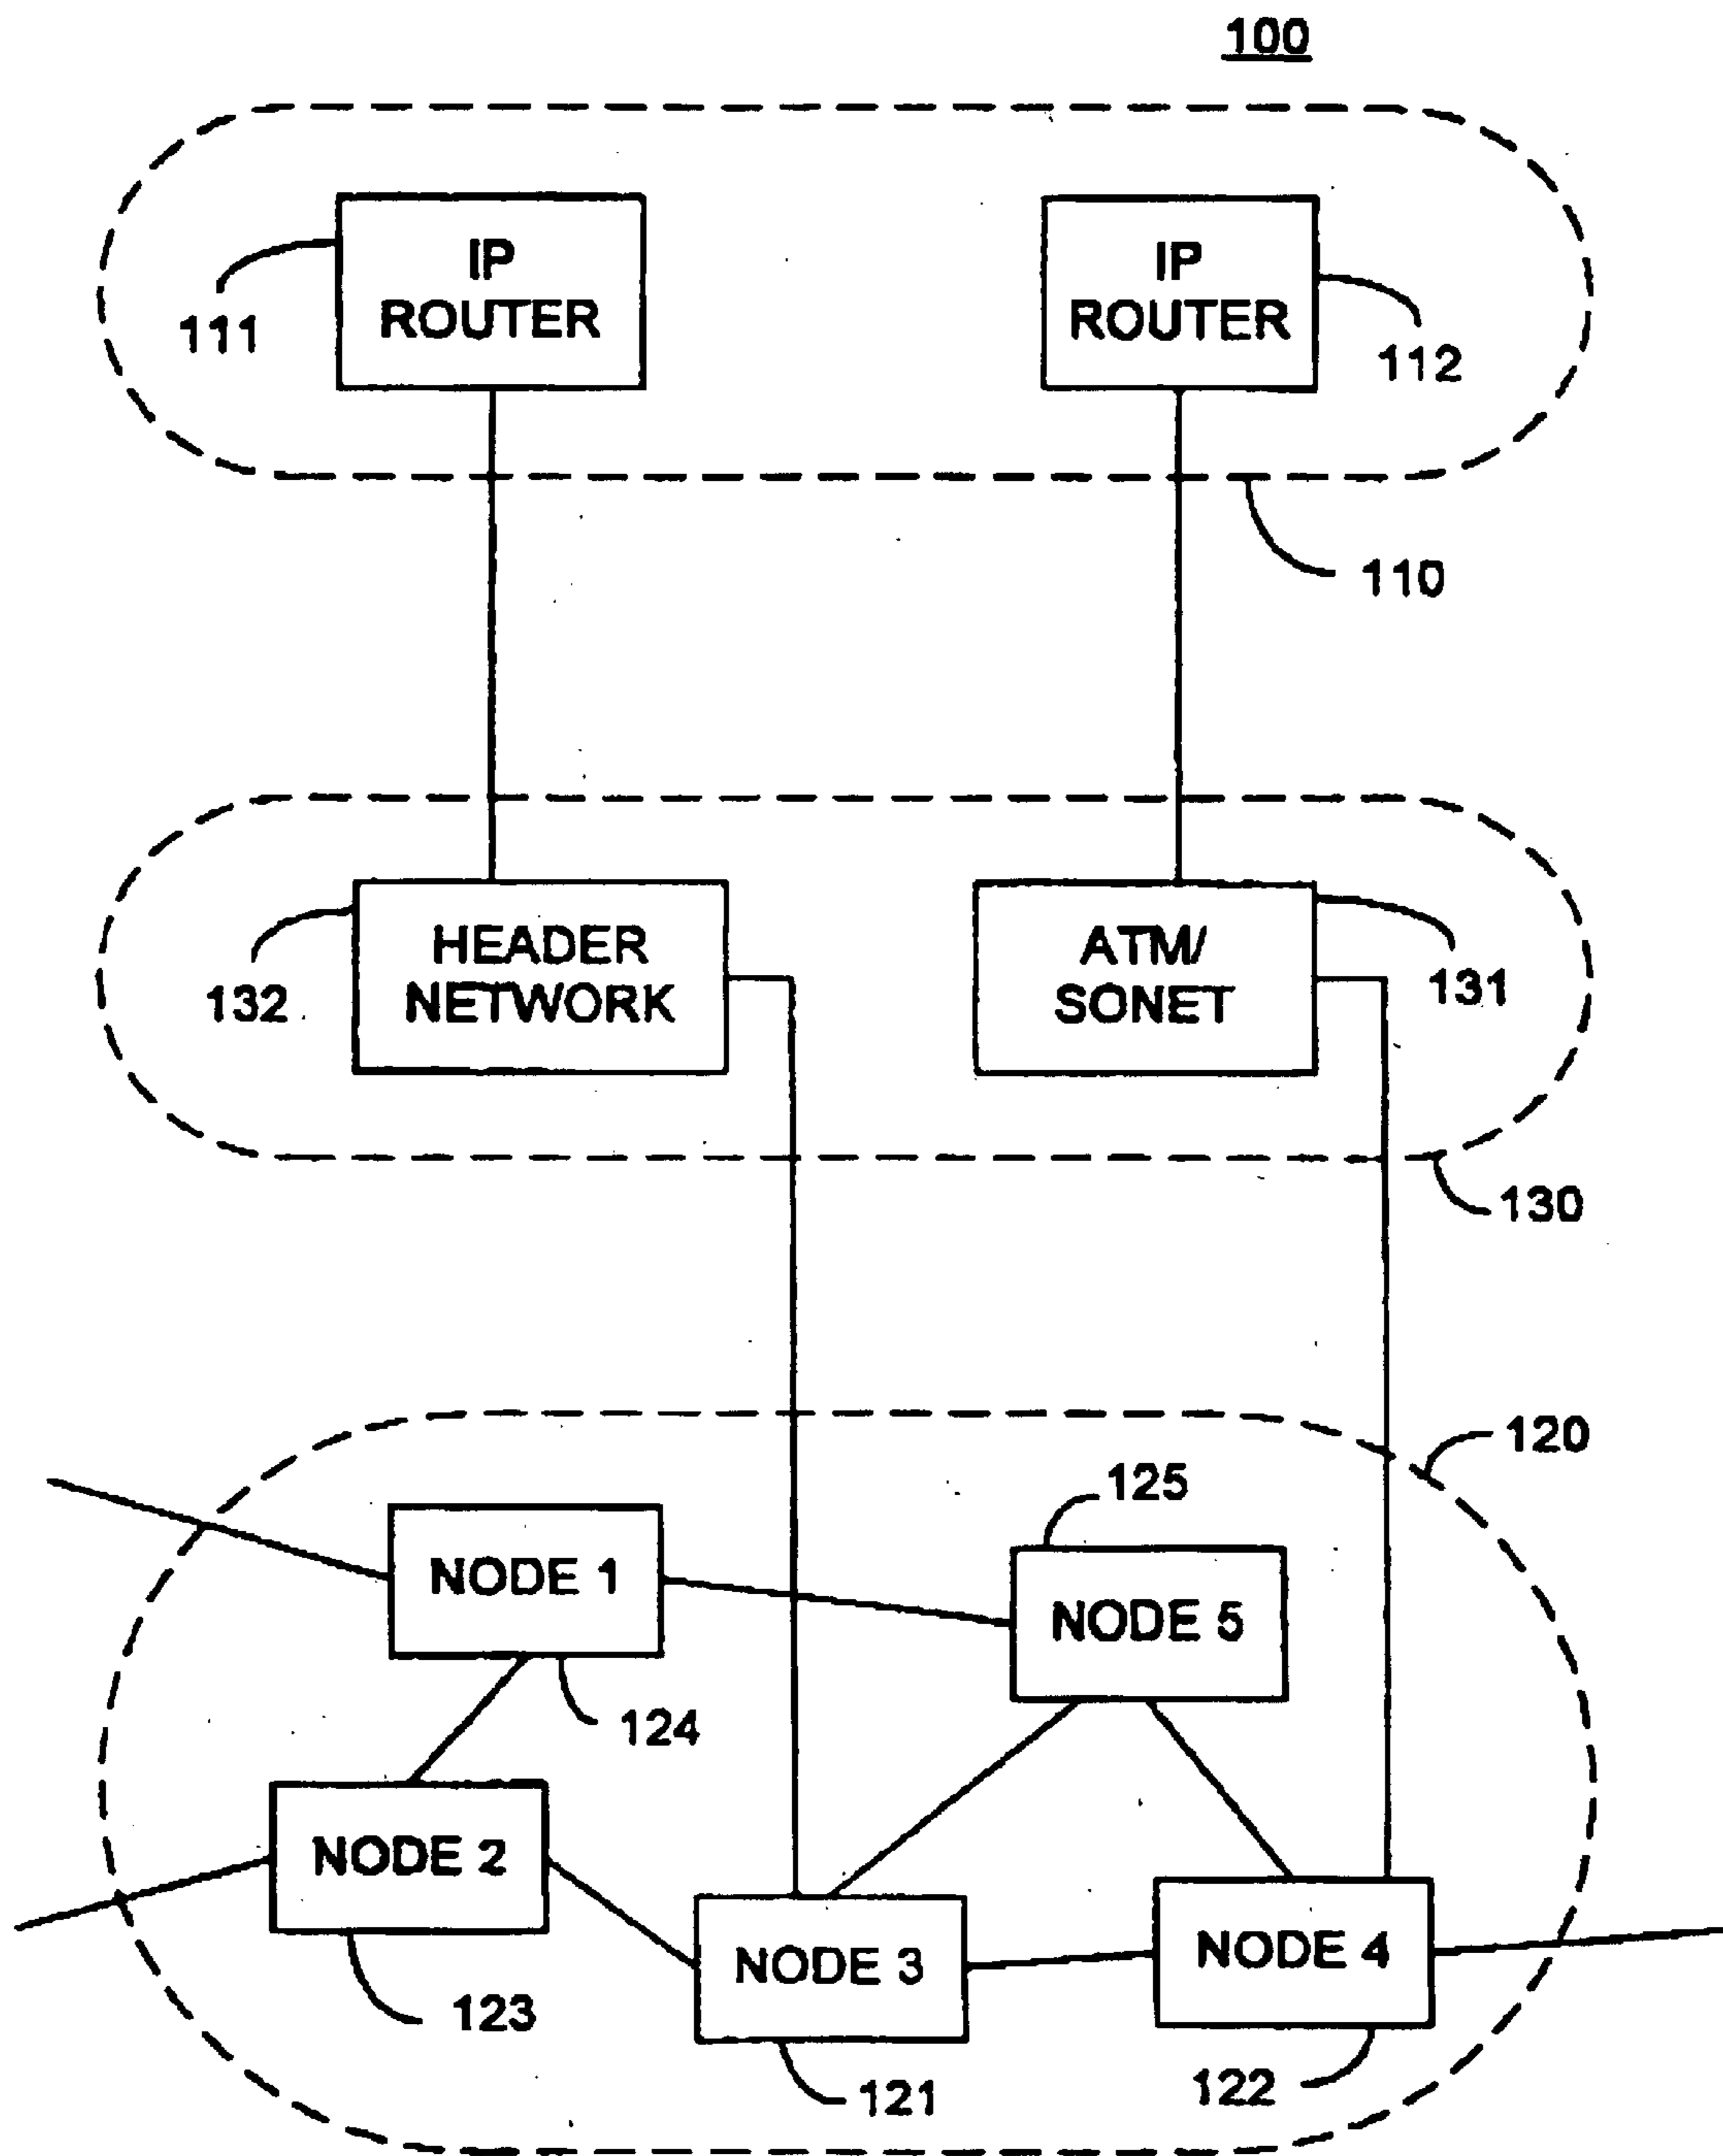 100
IP
ROUTER
IP
ROUTER
111
112
110
HEADER
NETWORK
ATM/
SONET
132
131
130
120
125
NODE 1
NODE 5
124
NODE 2
NODE 3
NODE 4
123
121
122